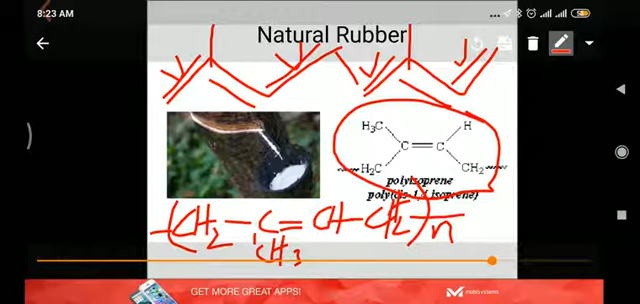 8:23 AM
Natural Rubber
H₃C H
C=C
H₂C CH₂
polyisoprene
poly(cis-1,4-isoprene)
-(CH₂-C=CH-CH₂)n
CH₃
GET MORE GREAT APPS!
mobisystems